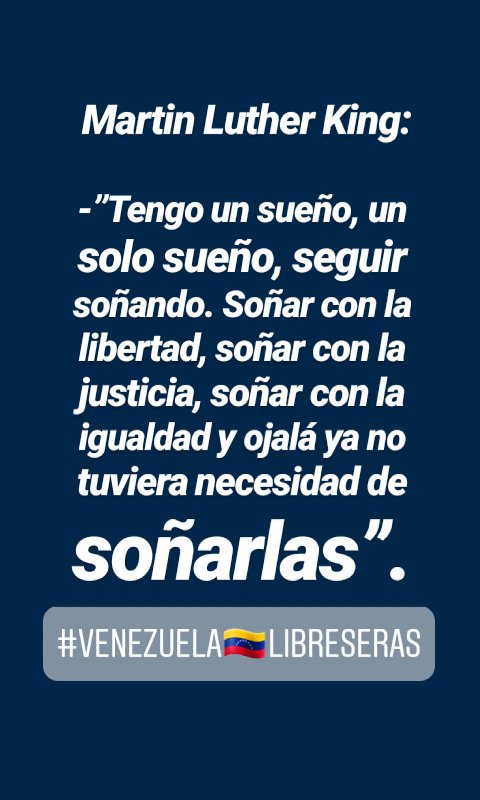 Martin Luther King:
-”Tengo un sueño, un
solo sueño, seguir
soñando. Soñar con la
libertad, soñar con la
justicia, soñar con la
igualdad y ojalá ya no
tuviera necesidad de
soñarlas”.
#VENEZUELA🇻🇪LIBRESERAS